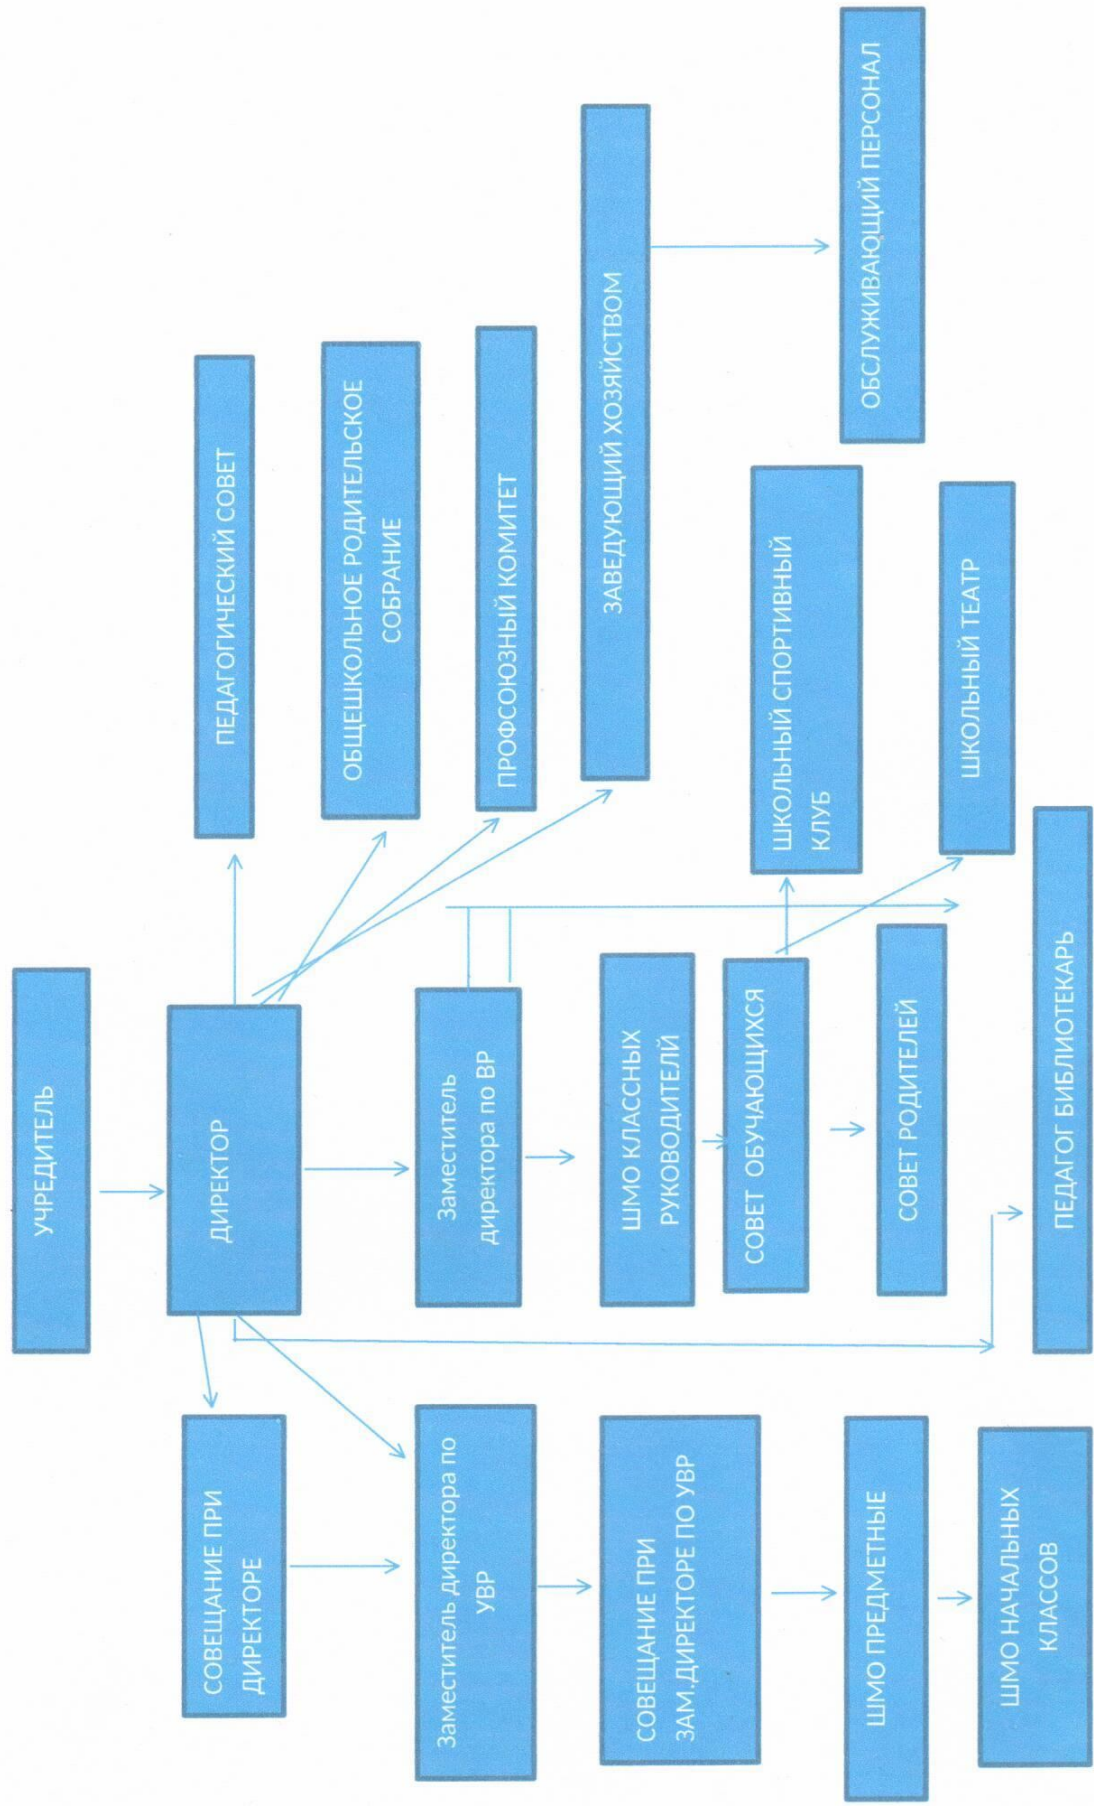 УЧРЕДИТЕЛЬ
ДИРЕКТОР
СОВЕЩАНИЕ ПРИ
ДИРЕКТОРЕ
ПЕДАГОГИЧЕСКИЙ СОВЕТ
ОБЩЕШКОЛЬНОЕ РОДИТЕЛЬСКОЕ
СОБРАНИЕ
ПРОФСОЮЗНЫЙ КОМИТЕТ
ЗАВЕДУЮЩИЙ ХОЗЯЙСТВОМ
ОБСЛУЖИВАЮЩИЙ ПЕРСОНАЛ
Заместитель директора по
УВР
Заместитель
директора по ВР
СОВЕЩАНИЕ ПРИ
ЗАМ.ДИРЕКТОРЕ ПО УВР
ШМО КЛАССНЫХ
РУКОВОДИТЕЛЙ
СОВЕТ ОБУЧАЮЩИХСЯ
ШКОЛЬНЫЙ СПОРТИВНЫЙ
КЛУБ
ШМО ПРЕДМЕТНЫЕ
СОВЕТ РОДИТЕЛЕЙ
ШКОЛЬНЫЙ ТЕАТР
ШМО НАЧАЛЬНЫХ
КЛАССОВ
ПЕДАГОГ БИБЛИОТЕКАРЬ